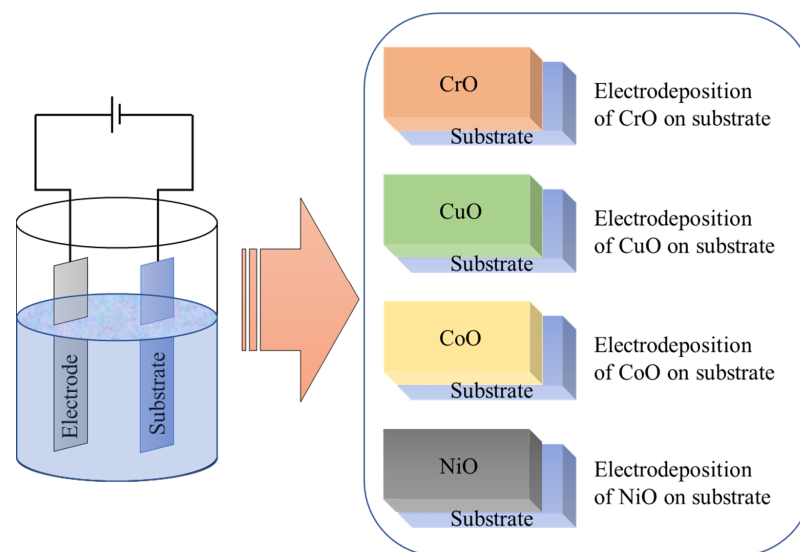 Electrode
Substrate
CrO
Substrate
Electrodeposition
of CrO on substrate
CuO
Substrate
Electrodeposition
of CuO on substrate
CoO
Substrate
Electrodeposition
of CoO on substrate
NiO
Substrate
Electrodeposition
of NiO on substrate